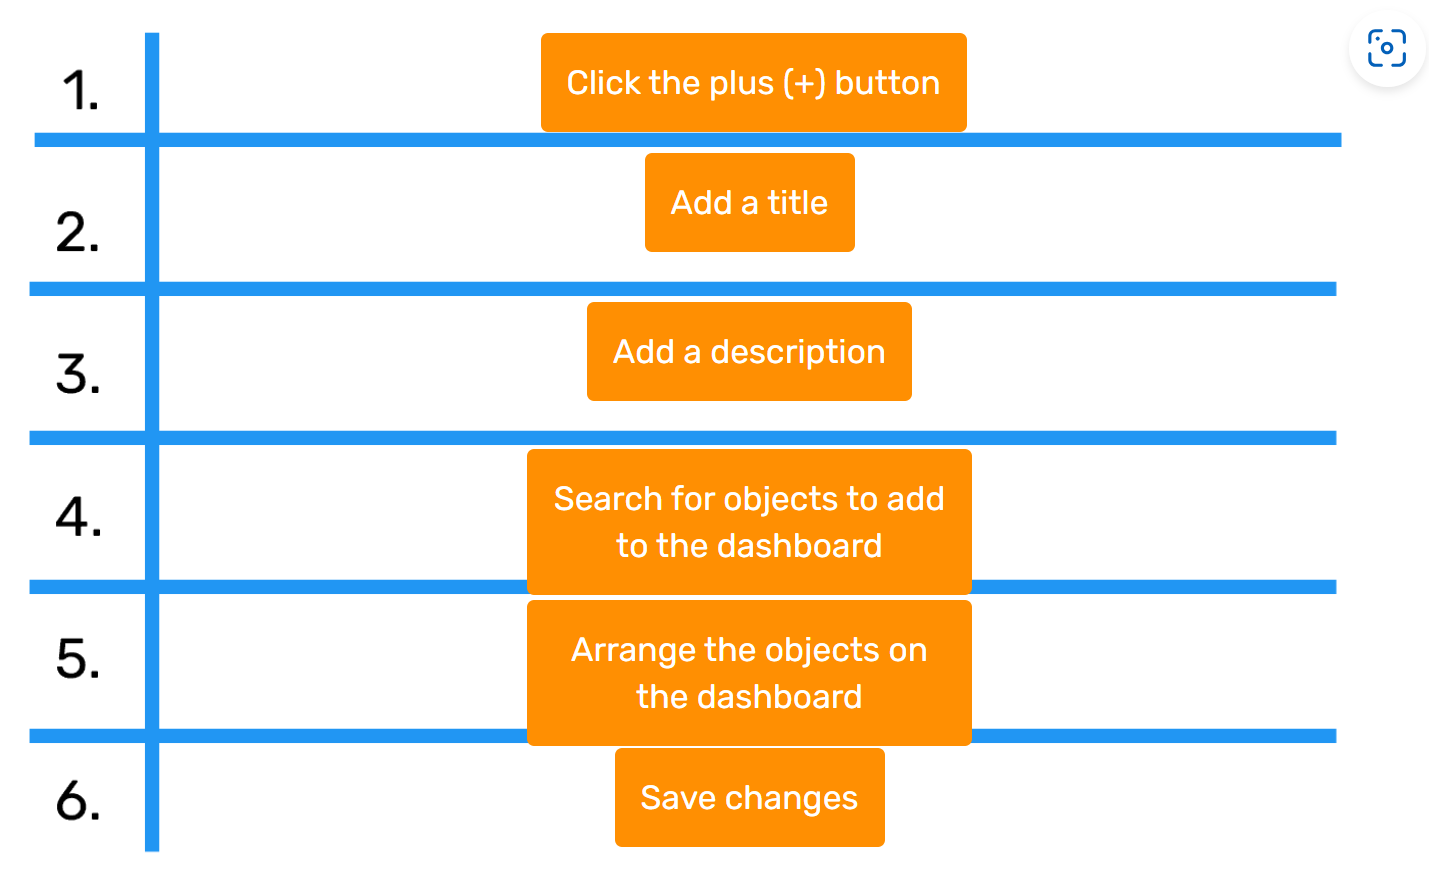 1.
Click the plus (+) button
2.
Add a title
3.
Add a description
4.
Search for objects to add
to the dashboard
5.
Arrange the objects on
the dashboard
6.
Save changes